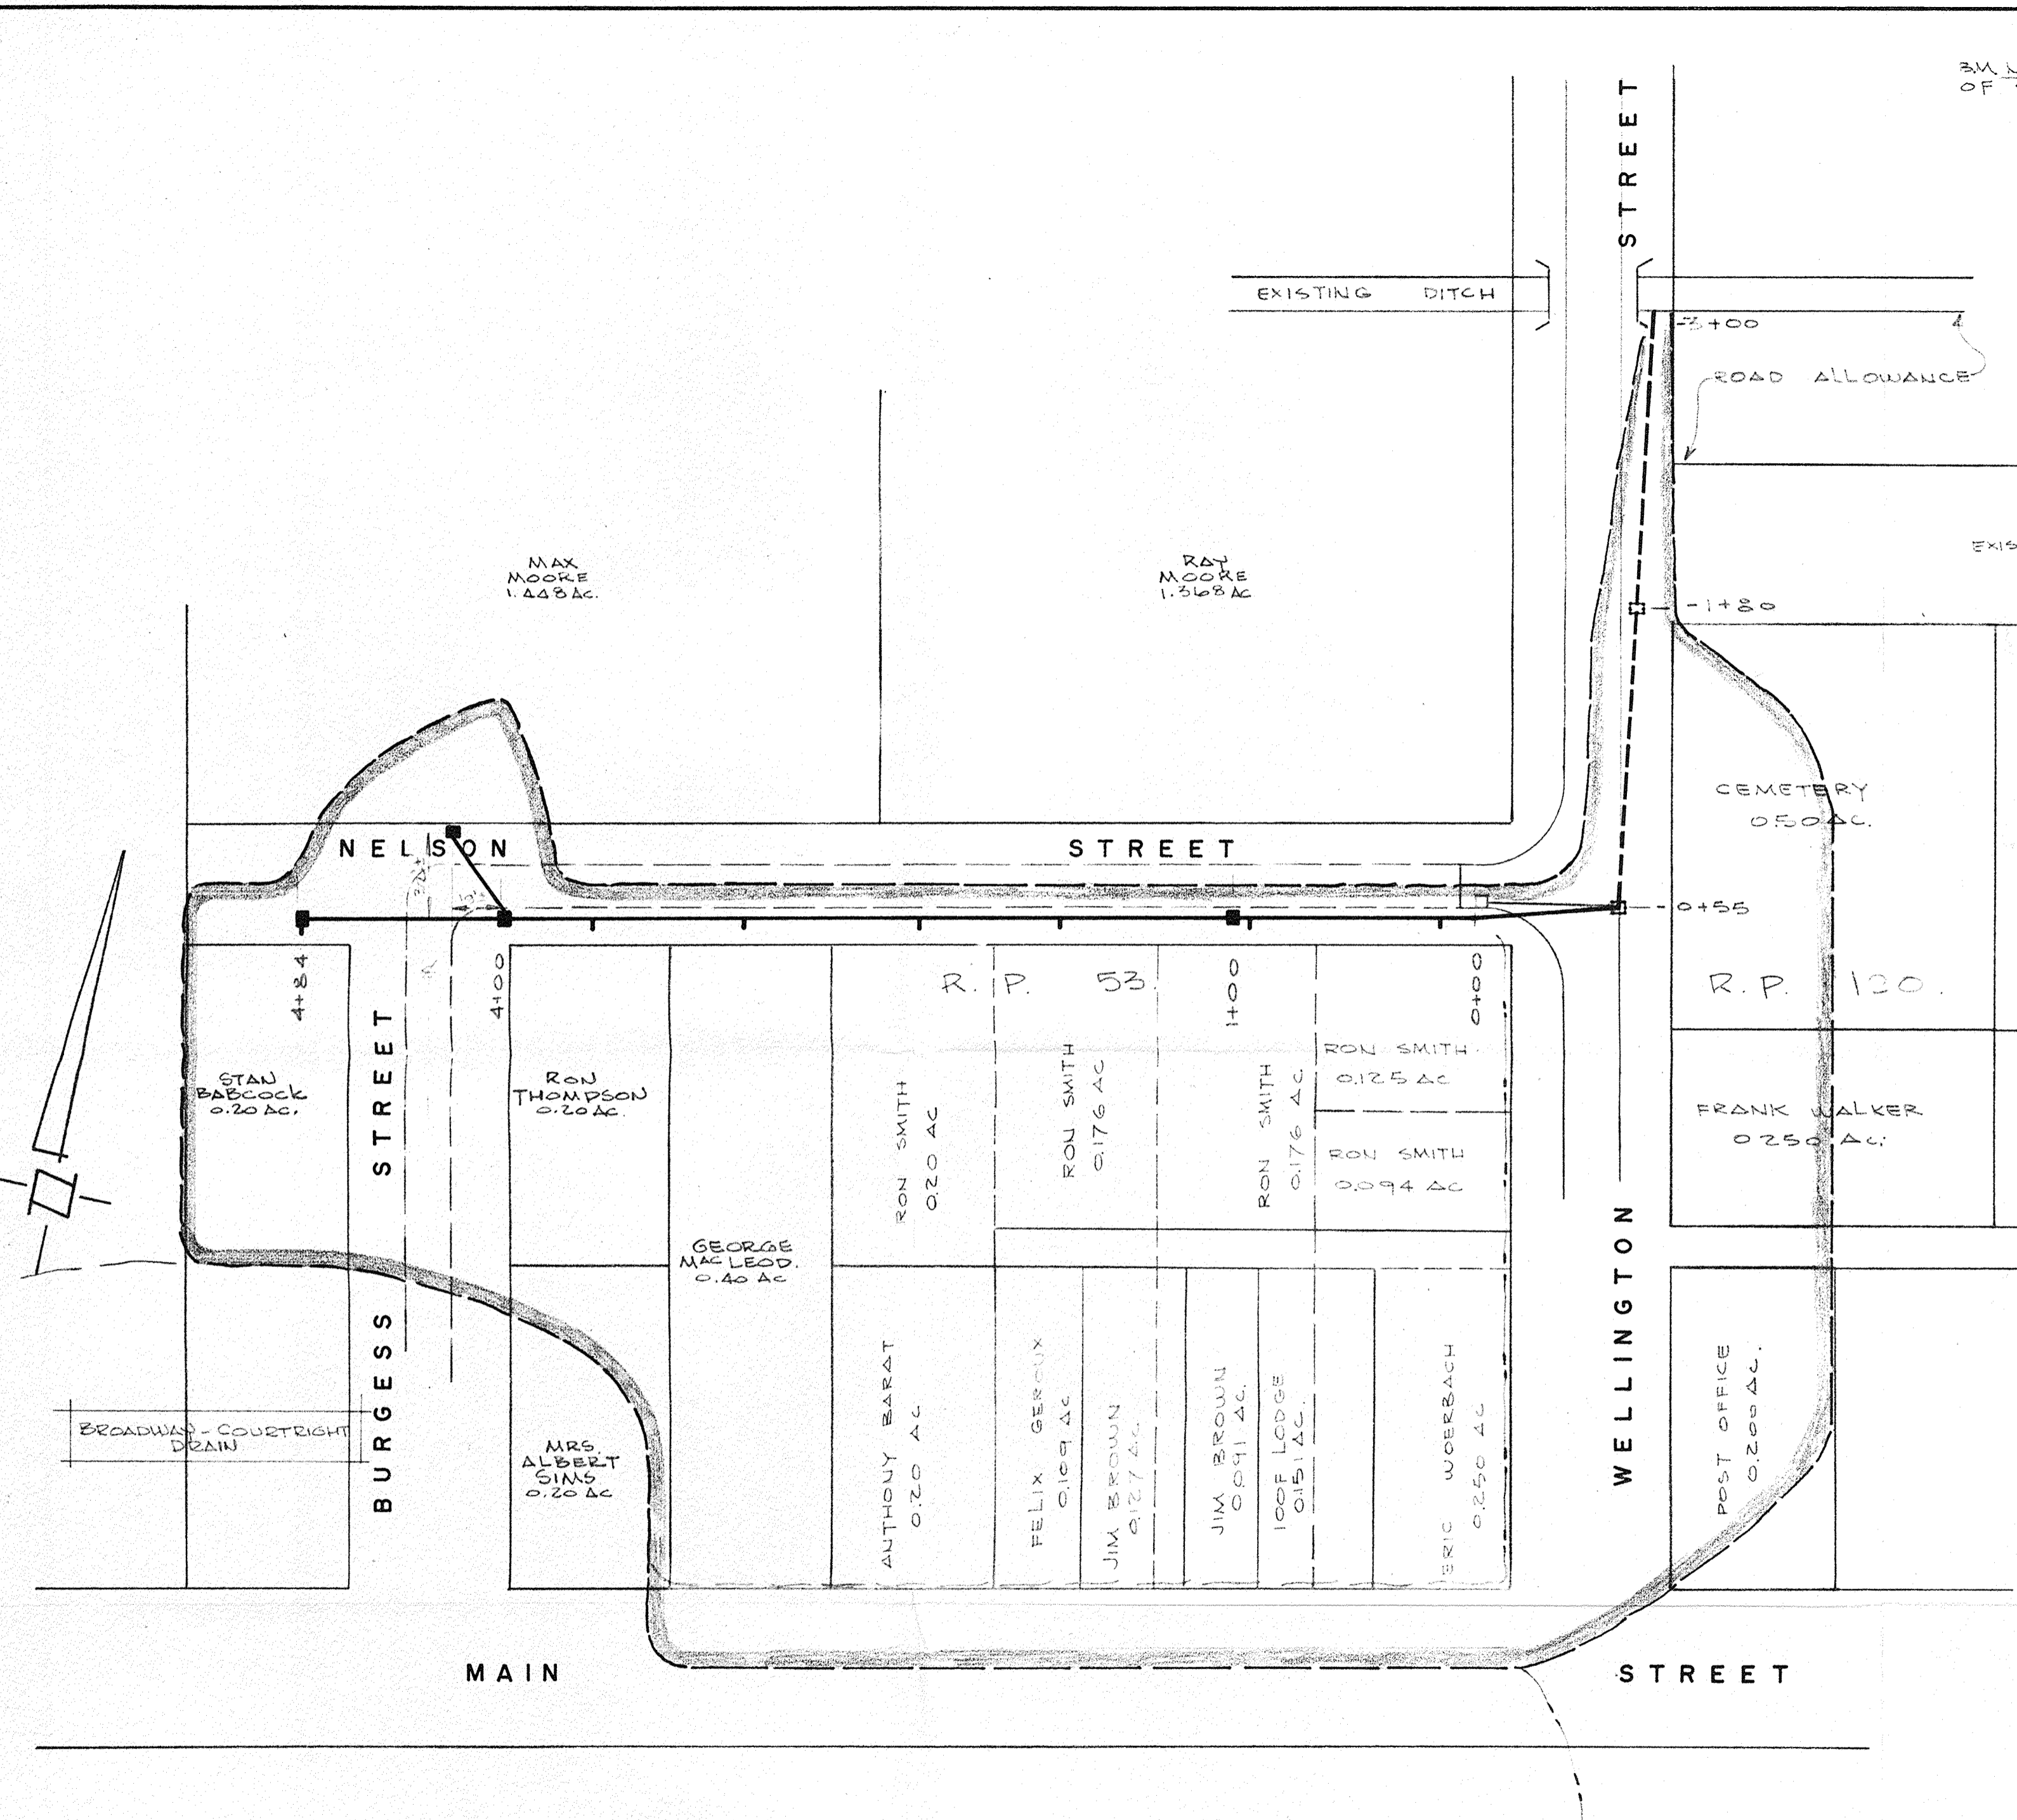 STREET
OF
EXISTING DITCH
-3+00
ROAD ALLOWANCE
MAX
MOORE
1.448 AC.
RAY
MOORE
1.368 AC
EXIS
-1+80
CEMETERY
0.50 AC.
NELSON STREET
-0+55
4+84
4+00
R. P. 53.
1+00
0+00
R. P. 120.
STAN
BABCOCK
0.20 AC.
BURGESS STREET
RON
THOMPSON
0.20 AC.
RON SMITH
0.20 AC
RON SMITH
0.176 AC
RON SMITH
0.176 AC.
RON SMITH
0.125 AC
RON SMITH
0.094 AC
FRANK WALKER
0.250 AC.
GEORGE
MACLEOD.
0.40 AC
WELLINGTON
BROADWAY-COURTRIGHT
DRAIN
MRS.
ALBERT
SIMS
0.20 AC
ANTHONY BARAT
0.20 AC
FELIX GEROUX
0.109 AC
JIM BROWN
0.127 AC.
JIM BROWN
0.091 AC.
IOOF LODGE
0.151 AC.
ERIC WOERBACH
0.250 AC
POST OFFICE
0.200 AC.
MAIN STREET